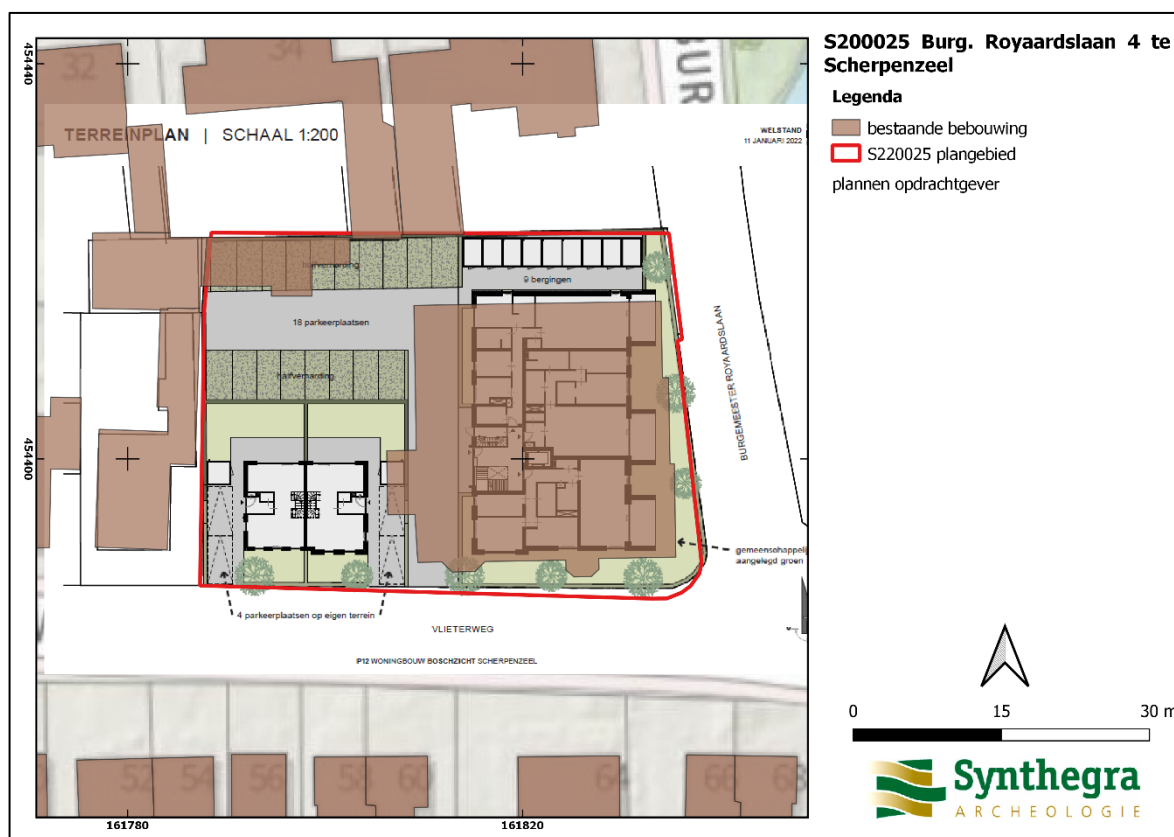 S200025 Burg. Royaardslaan 4 te
Scherpenzeel
Legenda
bestaande bebouwing
S220025 plangebied
plannen opdrachtgever
454440
454400
161780
161820
32
34
BUR
TERREINPLAN | SCHAAL 1:200
WELSTAND
11 JANUARI 2022
halfverharding
9 bergingen
18 parkeerplaatsen
halfverharding
BURGEMEESTER ROYAARDSLAAN
gemeenschappelij
aangelegd groen
4 parkeerplaatsen op eigen terrein
VLIETERWEG
IP12 WONINGBOUW BOSCHZICHT SCHERPENZEEL
52
54
56
58
60
64
66
68
0
15
30 m
Synthegra
ARCHEOLOGIE